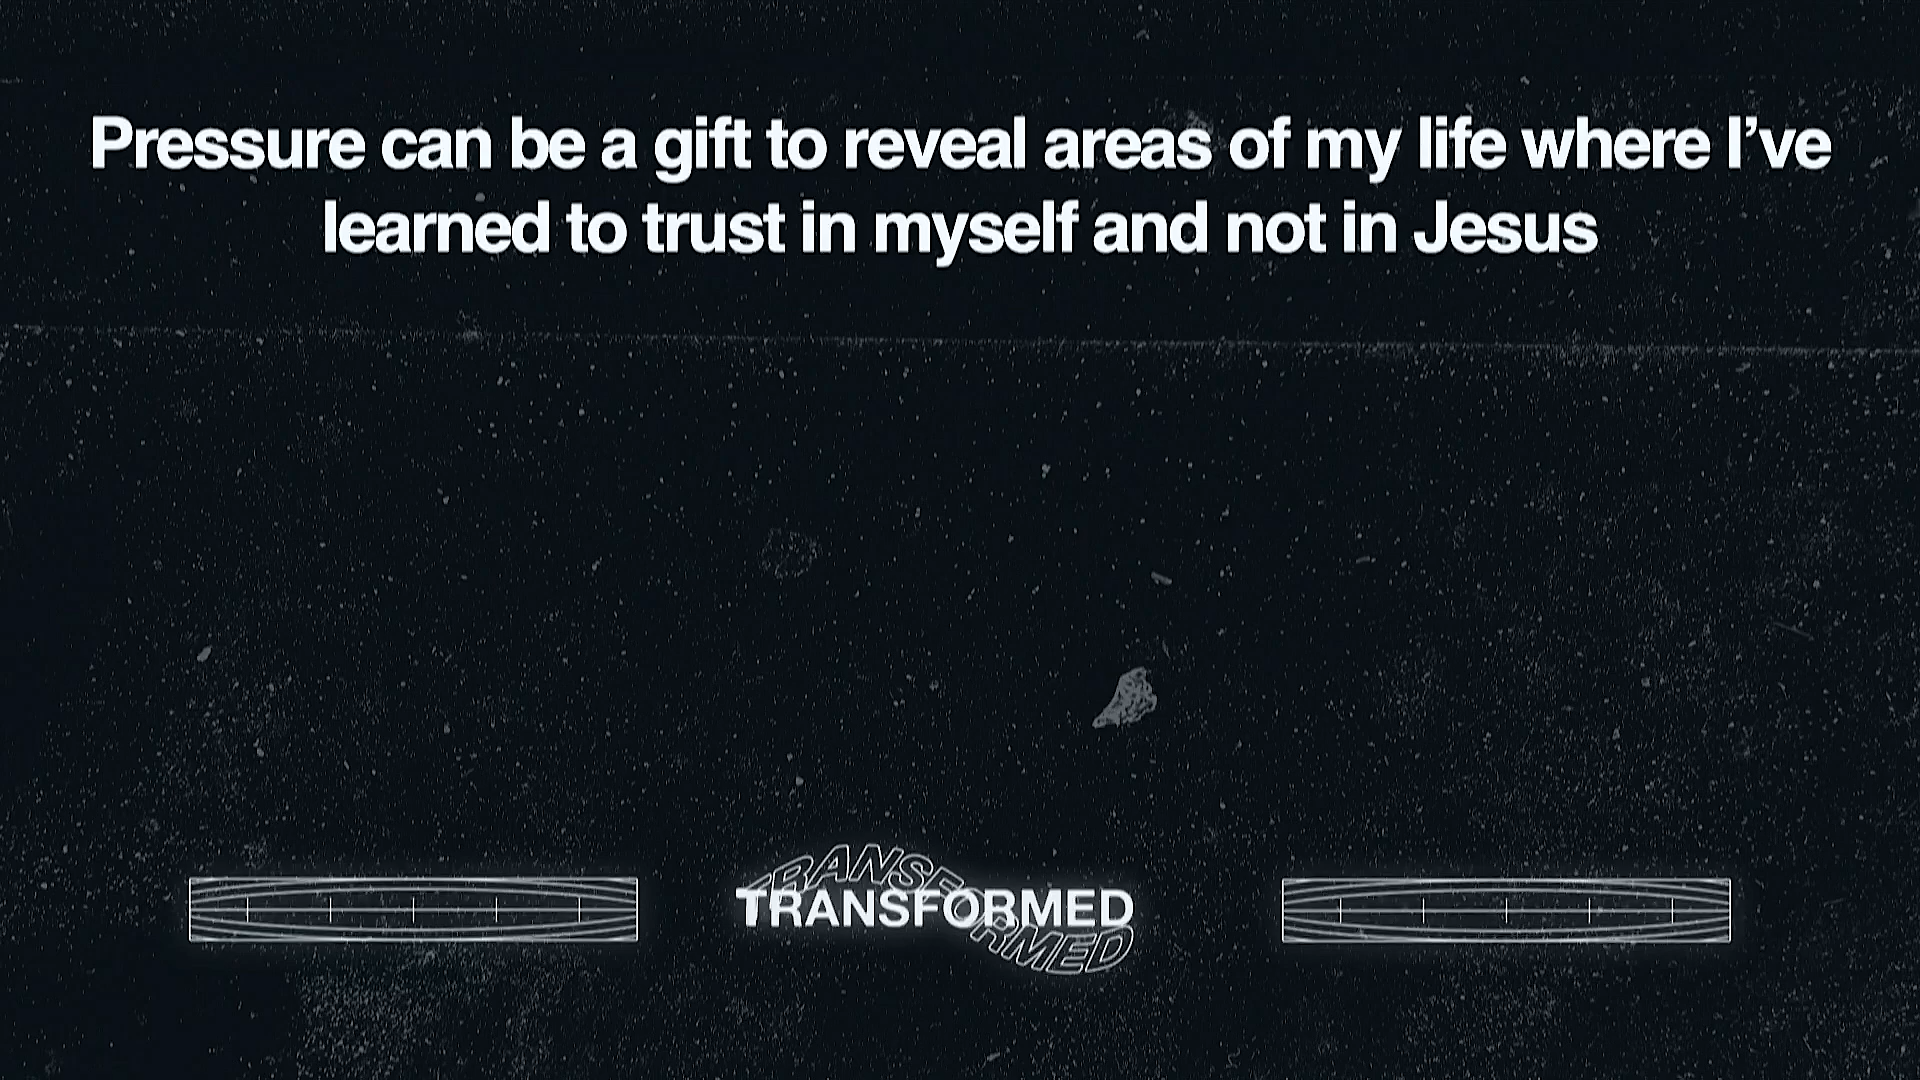 Pressure can be a gift to reveal areas of my life where I’ve
learned to trust in myself and not in Jesus
TRANSFORMED
TRANSFORMED